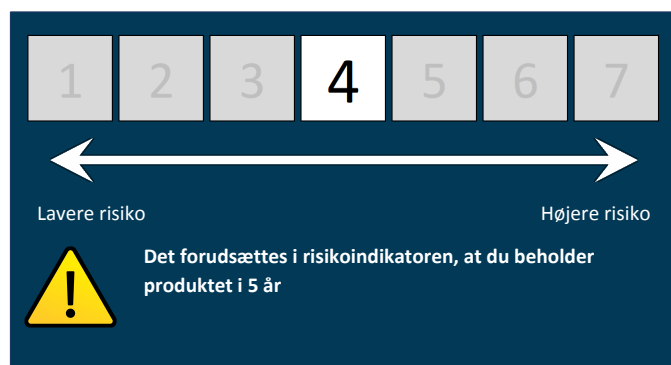 1 2 3 4 5 6 7
Lavere risiko Højere risiko
Det forudsættes i risikoindikatoren, at du beholder
produktet i 5 år